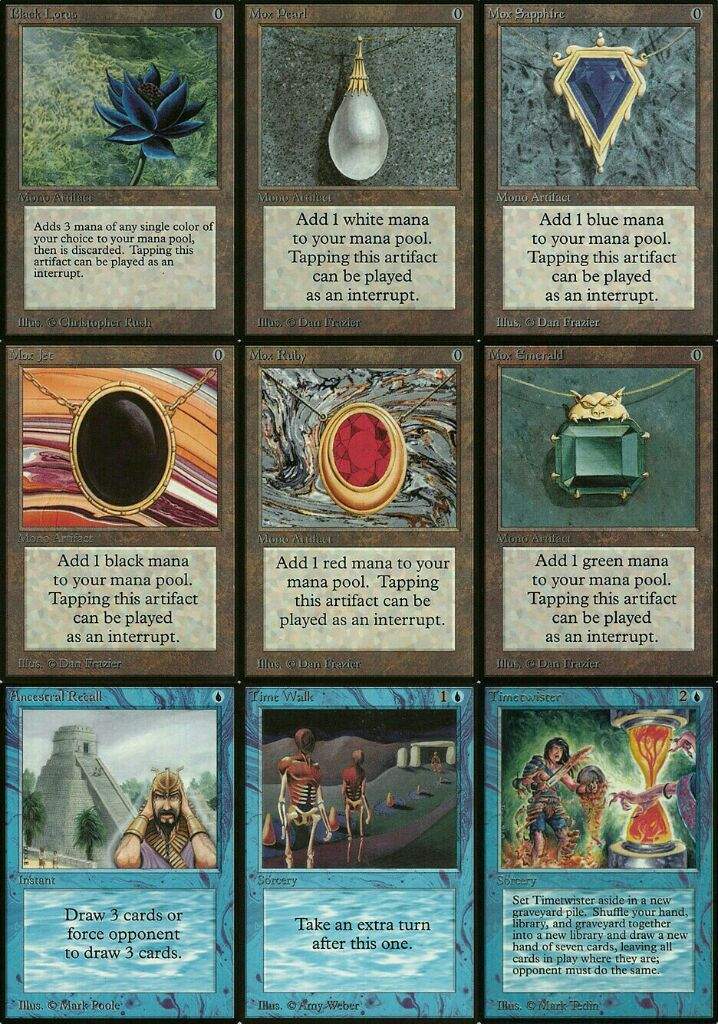 Black Lotus 0
Mono Artifact
Adds 3 mana of any single color of
your choice to your mana pool,
then is discarded. Tapping this
artifact can be played as an
interrupt.
Illus. © Christopher Rush
Mox Pearl 0
Mono Artifact
Add 1 white mana
to your mana pool.
Tapping this artifact
can be played
as an interrupt.
Illus. © Dan Frazier
Mox Sapphire 0
Mono Artifact
Add 1 blue mana
to your mana pool.
Tapping this artifact
can be played
as an interrupt.
Illus. © Dan Frazier
Mox Jet 0
Mono Artifact
Add 1 black mana
to your mana pool.
Tapping this artifact
can be played
as an interrupt.
Illus. © Dan Frazier
Mox Ruby 0
Mono Artifact
Add 1 red mana to your
mana pool. Tapping
this artifact can be
played as an interrupt.
Illus. © Dan Frazier
Mox Emerald 0
Mono Artifact
Add 1 green mana
to your mana pool.
Tapping this artifact
can be played
as an interrupt.
Illus. © Dan Frazier
Ancestral Recall
Instant
Draw 3 cards or
force opponent
to draw 3 cards.
Illus. © Mark Poole
Time Walk 1
Sorcery
Take an extra turn
after this one.
Illus. © Amy Weber
Timetwister 2
Sorcery
Set Timetwister aside in a new
graveyard pile. Shuffle your hand,
library, and graveyard together
into a new library and draw a new
hand of seven cards, leaving all
cards in play where they are;
opponent must do the same.
Illus. © Mark Tedin